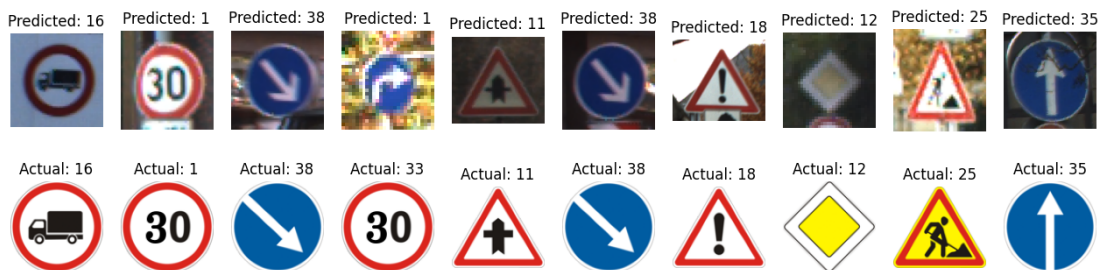 Predicted: 16
Predicted: 1
Predicted: 38
Predicted: 1
Predicted: 11
Predicted: 38
Predicted: 18
Predicted: 12
Predicted: 25
Predicted: 35
30
Actual: 16
Actual: 1
Actual: 38
Actual: 33
Actual: 11
Actual: 38
Actual: 18
Actual: 12
Actual: 25
Actual: 35
30
30